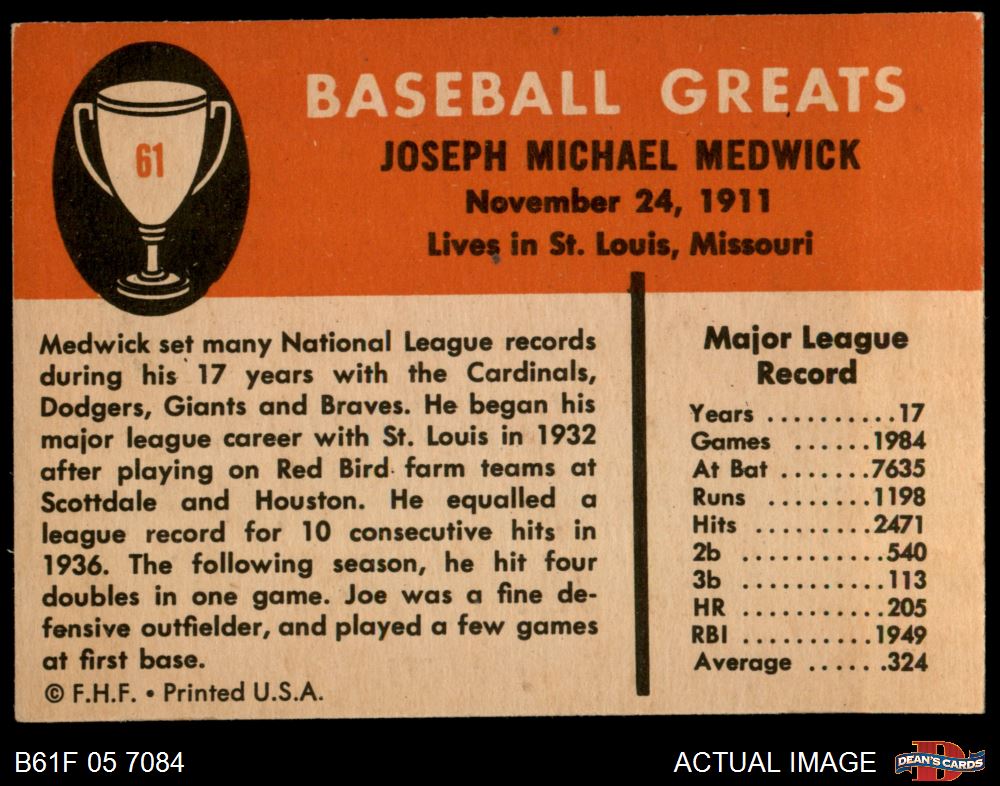 61
BASEBALL GREATS
JOSEPH MICHAEL MEDWICK
November 24, 1911
Lives in St. Louis, Missouri
Medwick set many National League records
during his 17 years with the Cardinals,
Dodgers, Giants and Braves. He began his
major league career with St. Louis in 1932
after playing on Red Bird farm teams at
Scottdale and Houston. He equalled a
league record for 10 consecutive hits in
1936. The following season, he hit four
doubles in one game. Joe was a fine de-
fensive outfielder, and played a few games
at first base.
© F.H.F. • Printed U.S.A.
Major League
Record
Years ..........17
Games ......1984
At Bat .......7635
Runs ........1198
Hits .........2471
2b ...........540
3b ...........113
HR ...........205
RBI ..........1949
Average ......324
B61F 05 7084
ACTUAL IMAGE
DEAN'S CARDS